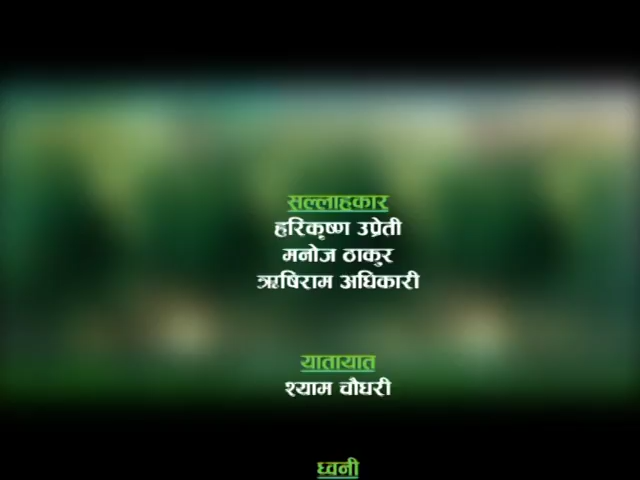 सल्लाहकार
हरिकृष्ण उप्रेती
मनोज ठाकुर
ऋषिराम अधिकारी
यातायात
श्याम चौधरी
ध्वनी